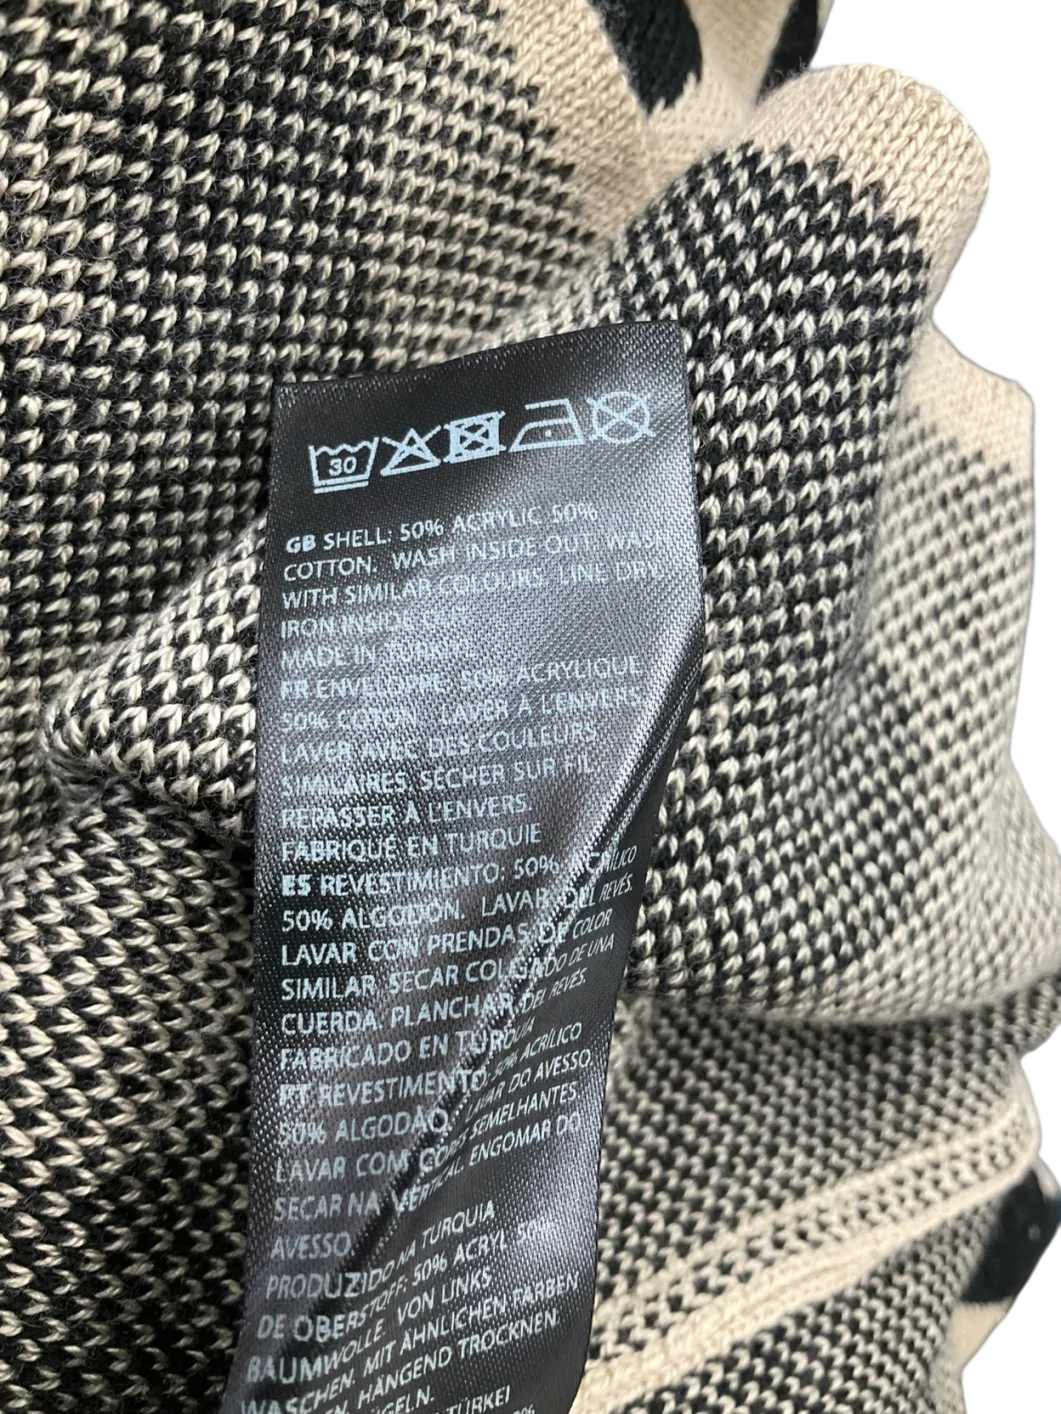 30
GB SHELL: 50% ACRYLIC 50%
COTTON. WASH INSIDE OUT. WASH
WITH SIMILAR COLOURS. LINE DRY.
IRON INSIDE OUT
MADE IN TÜRKİYE
FR ENVELOPPE: 50% ACRYLIQUE
50% COTON. LAVER À L'ENVERS.
LAVER AVEC DES COULEURS
SIMILAIRES. SÉCHER SUR FIL.
REPASSER À L'ENVERS
FABRIQUÉ EN TURQUIE
ES REVESTIMIENTO: 50% ACRÍLICO
50% ALGODÓN. LAVAR DEL REVÉS.
LAVAR CON PRENDAS DE COLOR
SIMILAR. SECAR COLGADO DE UNA
CUERDA. PLANCHAR DEL REVÉS.
FABRICADO EN TURQUIA
PT REVESTIMENTO: 50% ACRÍLICO
50% ALGODÃO. LAVAR DO AVESSO.
LAVAR COM CORES SEMELHANTES.
SECAR NA VERTICAL. ENGOMAR DO
AVESSO.
PRODUZIDO NA TURQUIA
DE OBERSTOFF: 50% ACRYL 50%
BAUMWOLLE. VON LINKS
WASCHEN. MIT ÄHNLICHEN FARBEN
HÄNGEND TROCKNEN.
TÜRKEI